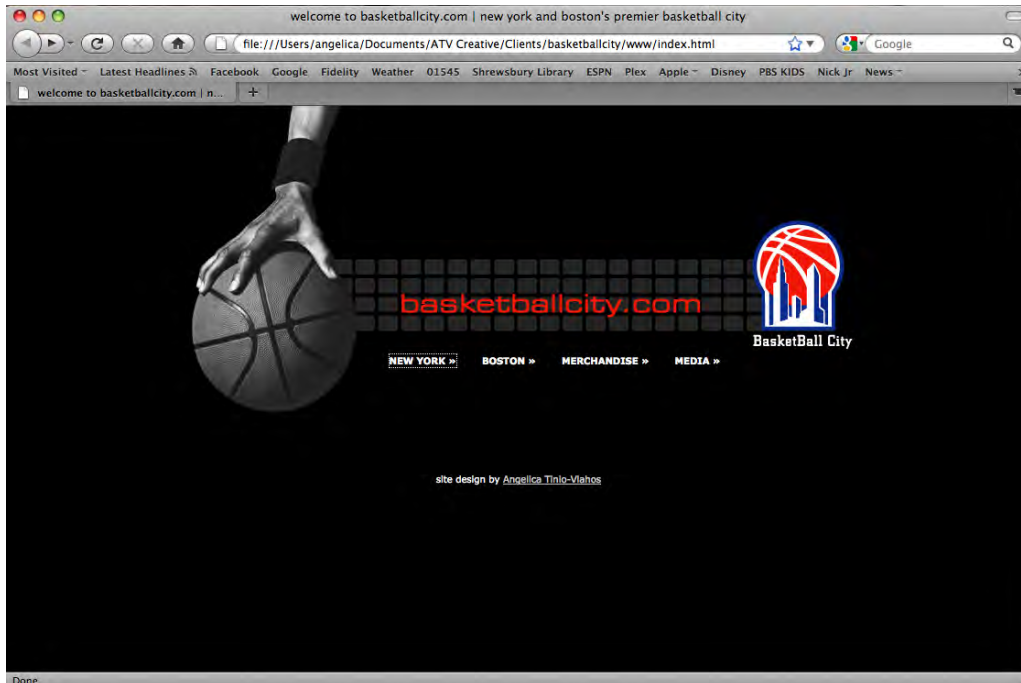 welcome to basketballcity.com | new york and boston's premier basketball city
file:///Users/angelica/Documents/ATV Creative/Clients/basketballcity/www/index.html
Google
Most Visited Latest Headlines Facebook Google Fidelity Weather 01545 Shrewsbury Library ESPN Plex Apple Disney PBS KIDS Nick Jr News
welcome to basketballcity.com | n... +
basketballcity.com
BasketBall City
NEW YORK » BOSTON » MERCHANDISE » MEDIA »
site design by Angelica Tinio-Vlahos
Done